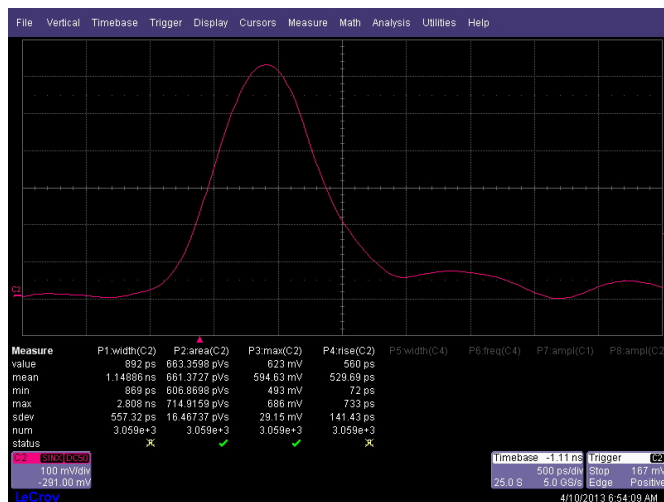 File Vertical Timebase Trigger Display Cursors Measure Math Analysis Utilities Help
C2
Measure P1:width(C2) P2:area(C2) P3:max(C2) P4:rise(C2) P5:width(C4) P6:freq(C4) P7:ampl(C1) P8:ampl(C2)
value 892 ps 663.3598 pVs 623 mV 560 ps
mean 1.14886 ns 661.3727 pVs 594.63 mV 529.69 ps
min 869 ps 606.8698 pVs 493 mV 72 ps
max 2.808 ns 714.9159 pVs 686 mV 733 ps
sdev 557.32 ps 16.46737 pVs 29.15 mV 141.43 ps
num 3.059e+3 3.059e+3 3.059e+3 3.059e+3
status
C2 SINX DC50
100 mV/div
-291.00 mV
Timebase -1.11 ns
500 ps/div
25.0 S 5.0 GS/s
Trigger C2
Stop 167 mV
Edge Positive
LeCroy
4/10/2013 6:54:09 AM